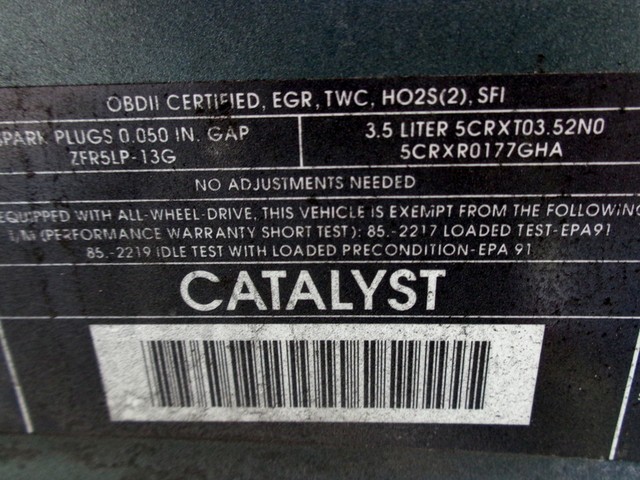 OBDII CERTIFIED, EGR, TWC, HO2S(2), SFI
SPARK PLUGS 0.050 IN. GAP
ZFR5LP-13G
3.5 LITER 5CRXT03.52N0
5CRXR0177GHA
NO ADJUSTMENTS NEEDED
EQUIPPED WITH ALL-WHEEL-DRIVE, THIS VEHICLE IS EXEMPT FROM THE FOLLOWING
I/M (PERFORMANCE WARRANTY SHORT TEST): 85.-2217 LOADED TEST-EPA91
85.-2219 IDLE TEST WITH LOADED PRECONDITION-EPA 91
CATALYST